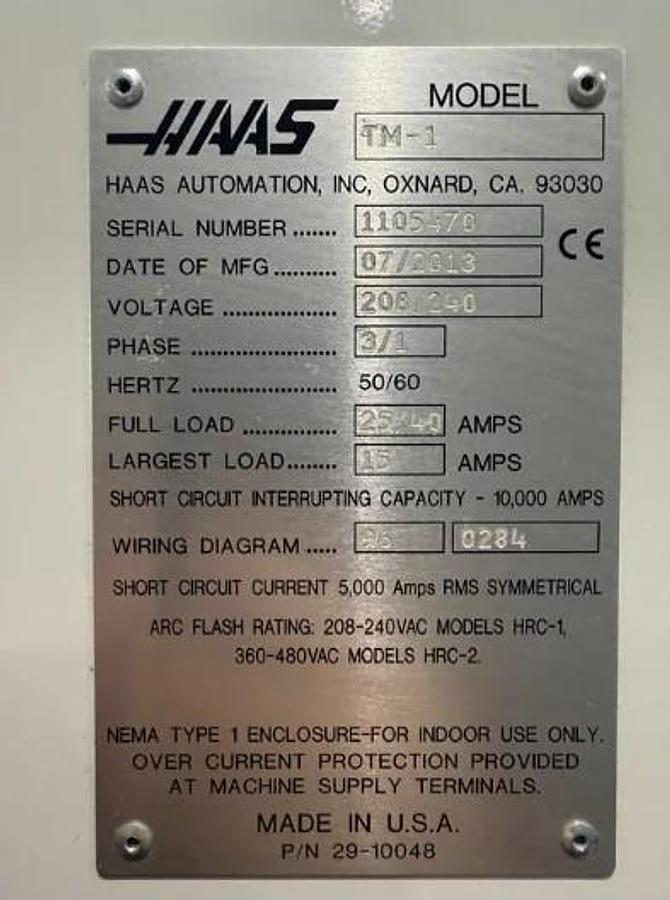 HAAS
MODEL
TM-1
HAAS AUTOMATION, INC, OXNARD, CA. 93030
SERIAL NUMBER ....... 1105470
CE
DATE OF MFG.......... 07/2013
VOLTAGE .................. 208/240
PHASE ....................... 3/1
HERTZ ....................... 50/60
FULL LOAD ............... 25/40 AMPS
LARGEST LOAD........ 15 AMPS
SHORT CIRCUIT INTERRUPTING CAPACITY - 10,000 AMPS
WIRING DIAGRAM ..... 0284
SHORT CIRCUIT CURRENT 5,000 Amps RMS SYMMETRICAL
ARC FLASH RATING: 208-240VAC MODELS HRC-1,
360-480VAC MODELS HRC-2.
NEMA TYPE 1 ENCLOSURE-FOR INDOOR USE ONLY.
OVER CURRENT PROTECTION PROVIDED
AT MACHINE SUPPLY TERMINALS.
MADE IN U.S.A.
P/N 29-10048